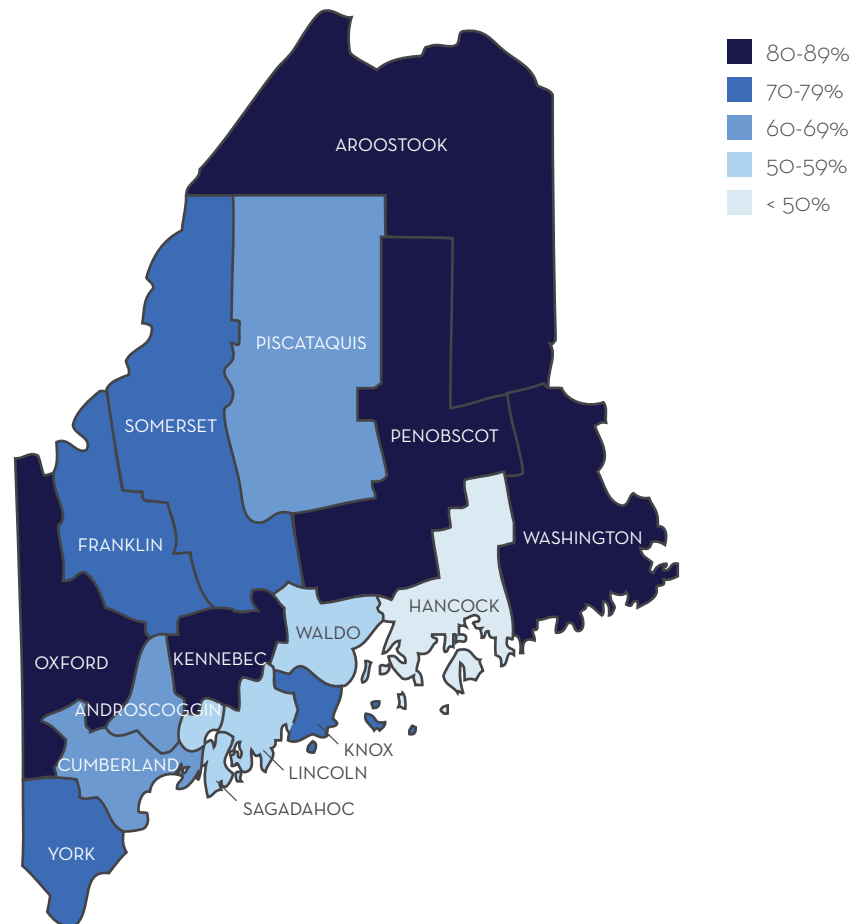 80-89%
70-79%
60-69%
50-59%
< 50%
AROOSTOOK
PISCATAQUIS
SOMERSET
PENOBSCOT
WASHINGTON
FRANKLIN
HANCOCK
WALDO
KENNEBEC
OXFORD
ANDROSCOGGIN
KNOX
CUMBERLAND
LINCOLN
SAGADAHOC
YORK